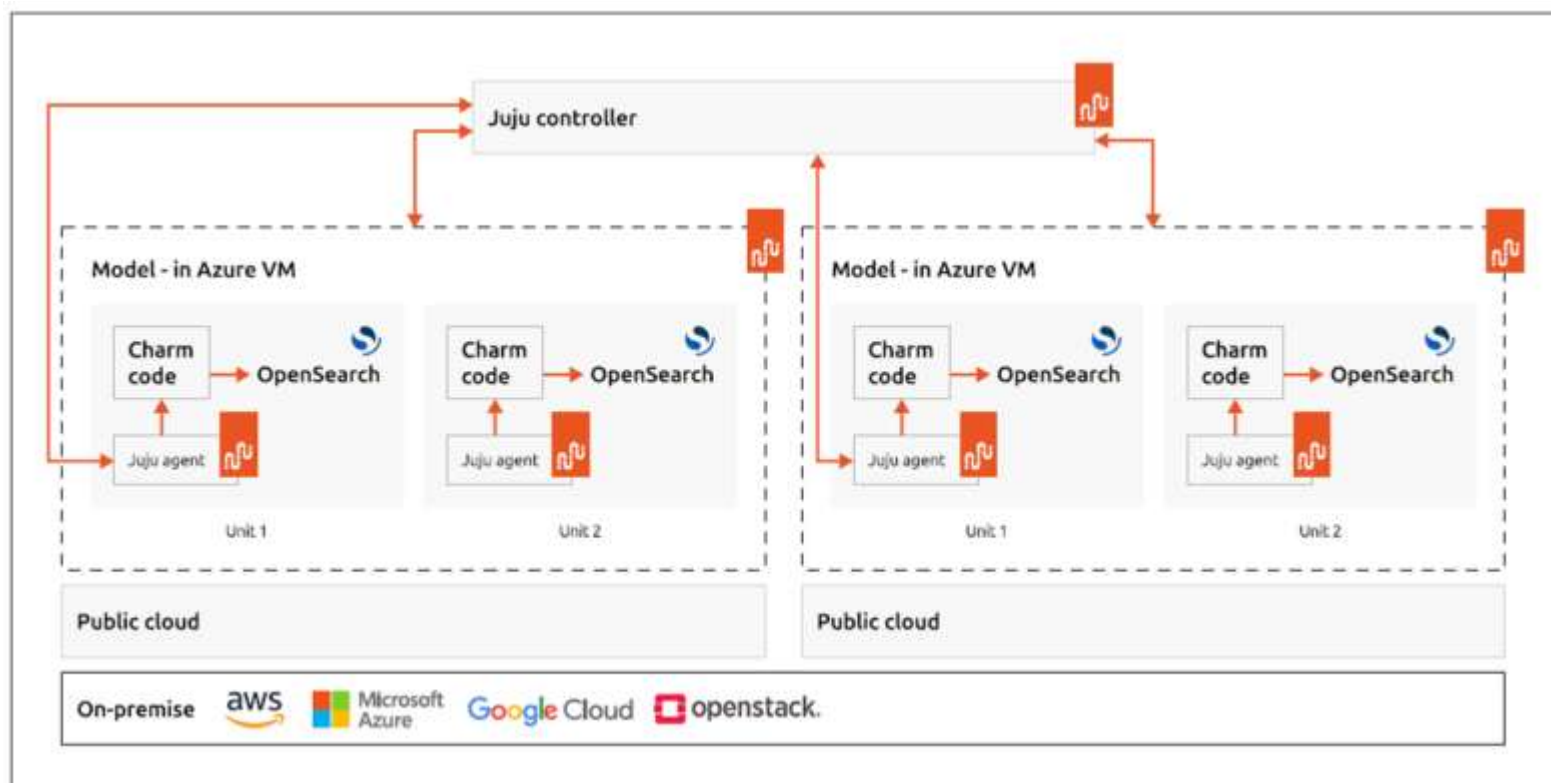 Juju controller
Model - in Azure VM
Charm
code
OpenSearch
Juju agent
Unit 1
Charm
code
OpenSearch
Juju agent
Unit 2
Model - in Azure VM
Charm
code
OpenSearch
Juju agent
Unit 1
Charm
code
OpenSearch
Juju agent
Unit 2
Public cloud
Public cloud
On-premise
aws
Microsoft
Azure
Google Cloud
openstack.